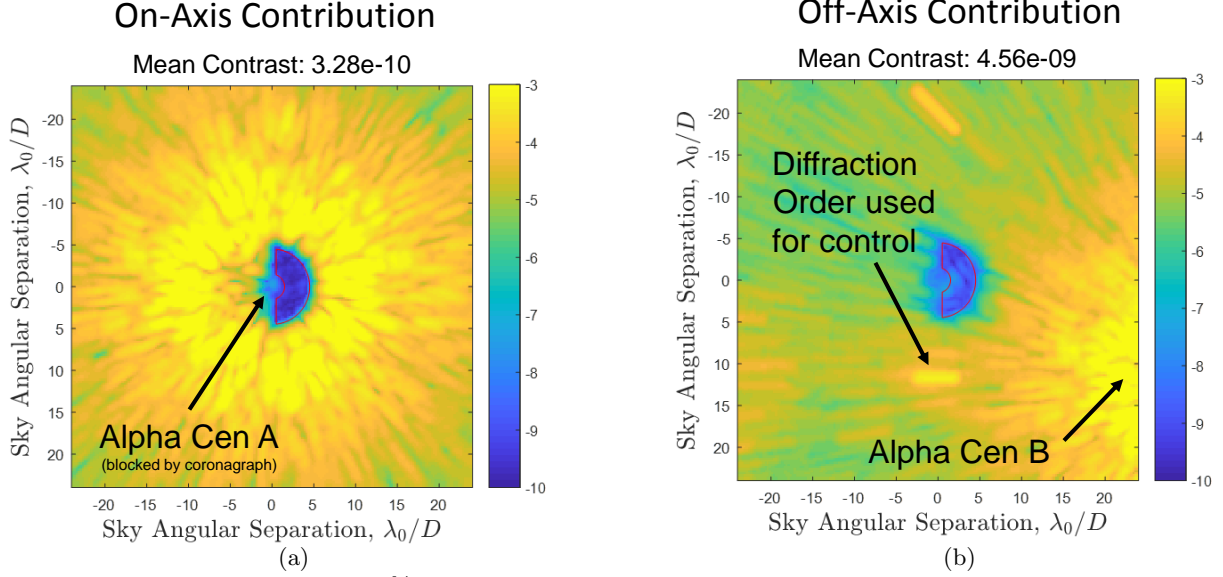 On-Axis Contribution
Mean Contrast: 3.28e-10
Sky Angular Separation, λ₀/D
-20
-15
-10
-5
0
5
10
15
20
Alpha Cen A
(blocked by coronagraph)
-20 -15 -10 -5 0 5 10 15 20
Sky Angular Separation, λ₀/D
-3
-4
-5
-6
-7
-8
-9
-10
(a)
Off-Axis Contribution
Mean Contrast: 4.56e-09
Sky Angular Separation, λ₀/D
-20
-15
-10
-5
0
5
10
15
20
Diffraction
Order used
for control
Alpha Cen B
-20 -15 -10 -5 0 5 10 15 20
Sky Angular Separation, λ₀/D
-3
-4
-5
-6
-7
-8
-9
-10
(b)